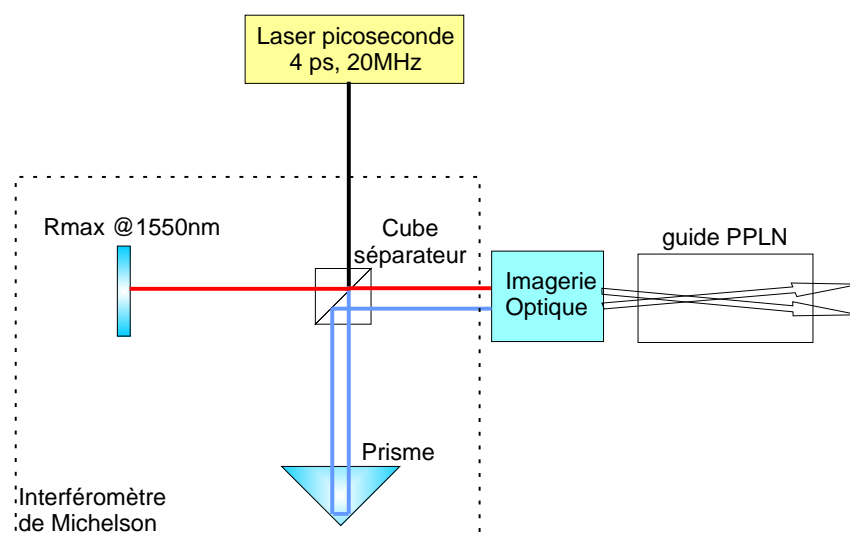 Laser picoseconde
4 ps, 20MHz
Rmax @1550nm
Cube
séparateur
guide PPLN
Imagerie
Optique
Prisme
Interféromètre
de Michelson